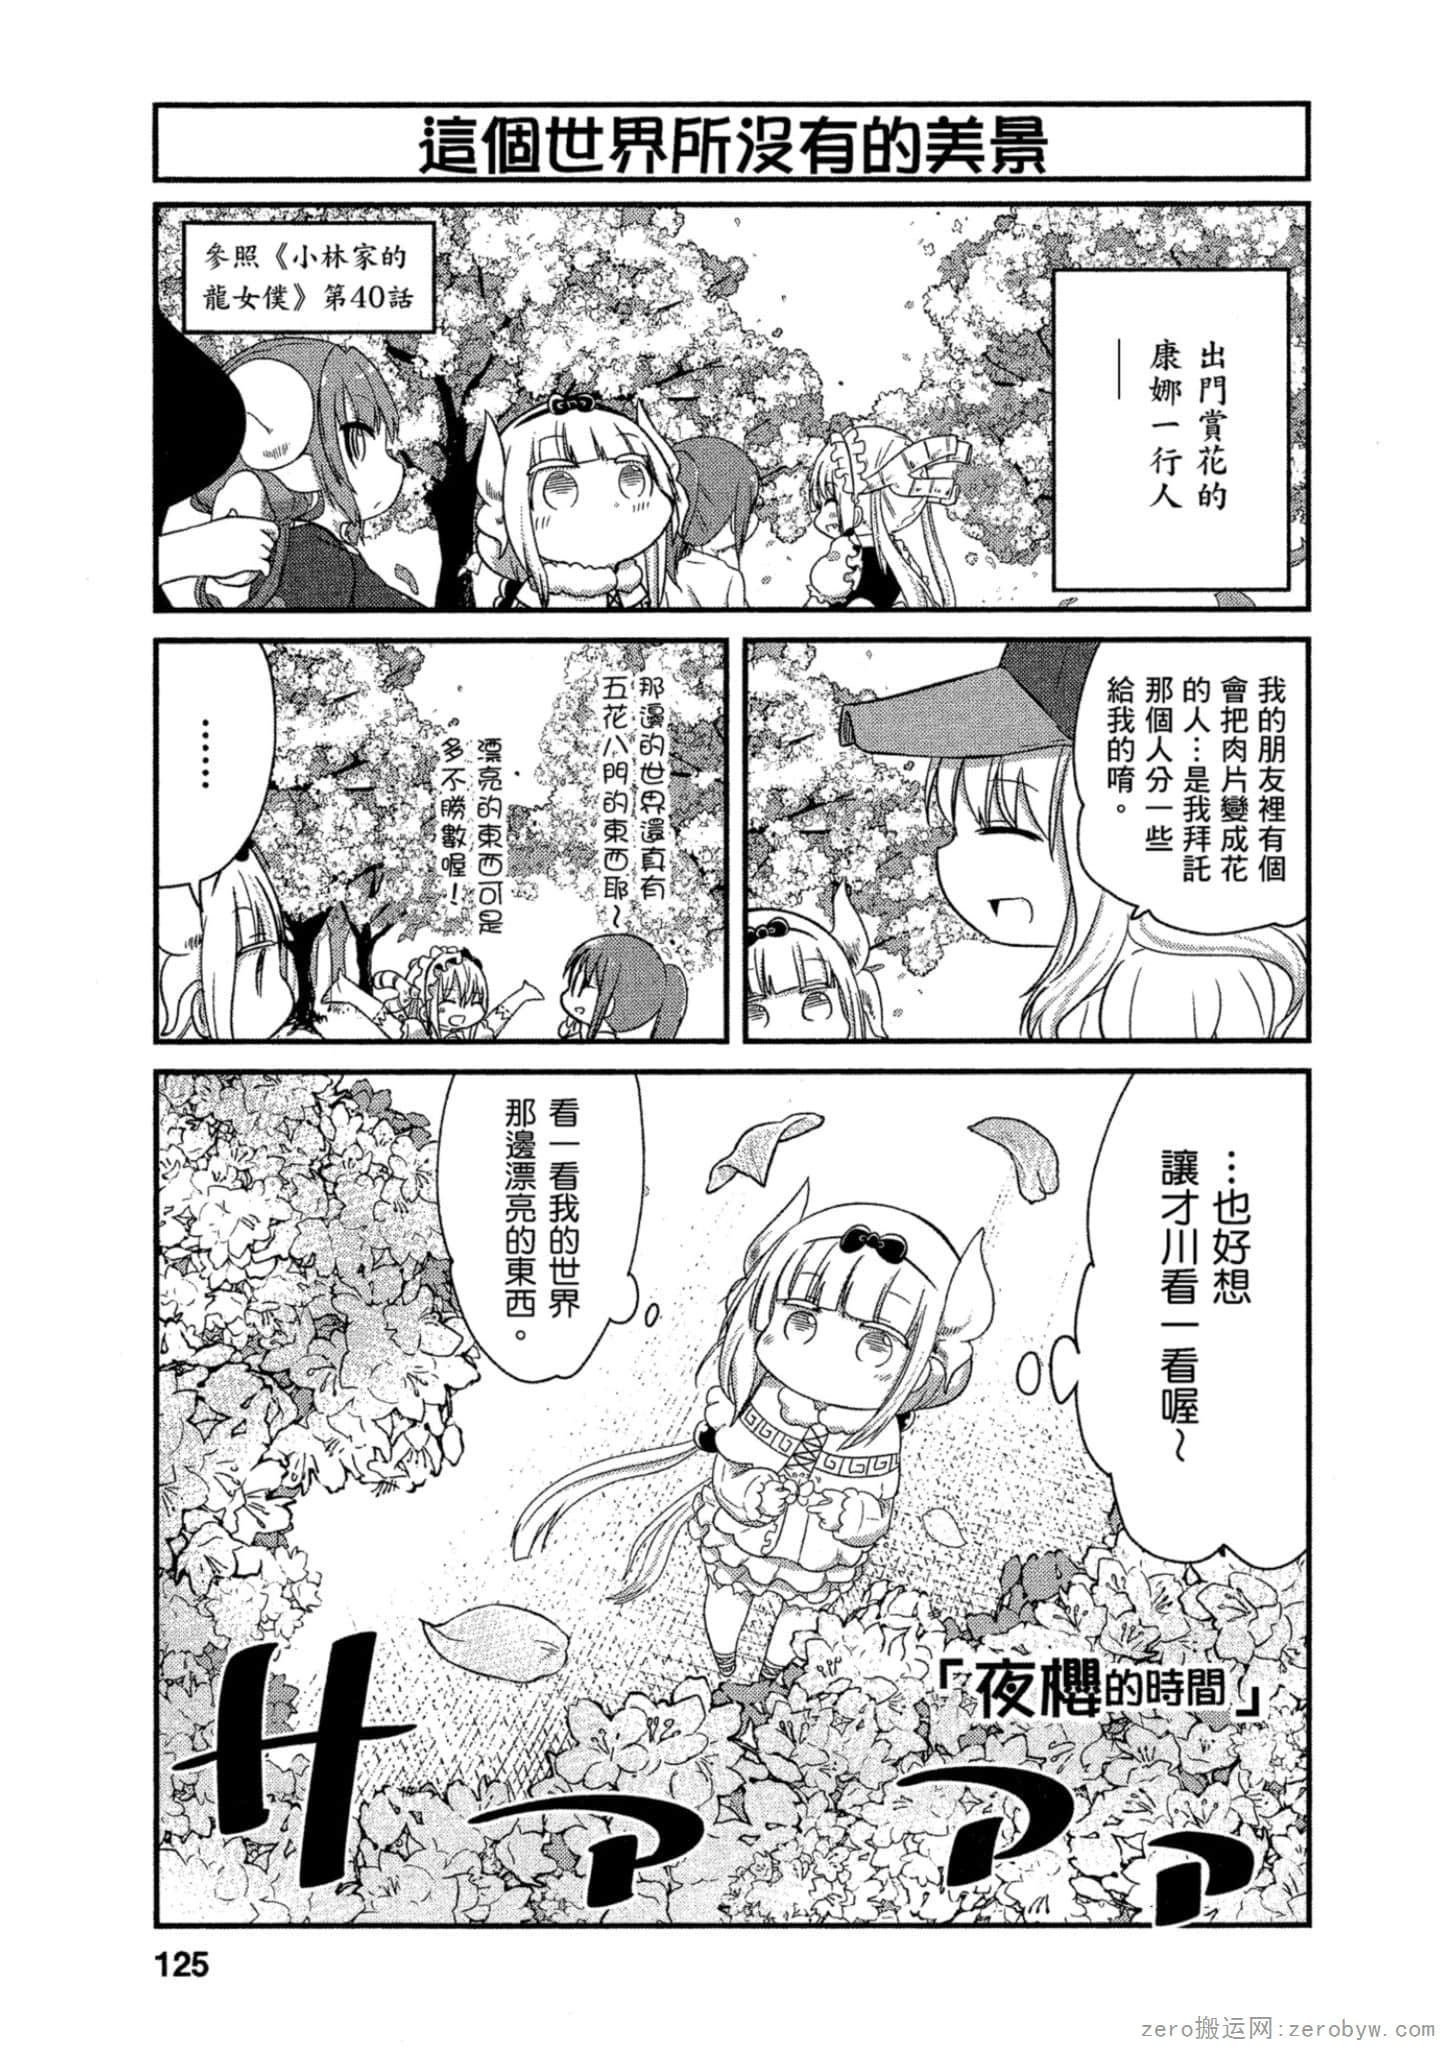 這個世界所沒有的美景
出門賞花的
康娜一行人
——
參照《小林家的
龍女僕》第40話
我的朋友裡有個
會把肉片變成花
的人…是我拜託
那個人分一些
給我的唷。
那邊的世界還真有
五花八門的東西耶～
漂亮的東西可是
多不勝數喔！
……
…也好想
讓才川看一看喔～
看一看我的世界
那邊漂亮的東西。
「夜櫻的時間」
サァァァ
125
zero搬运网:zerobyw.com